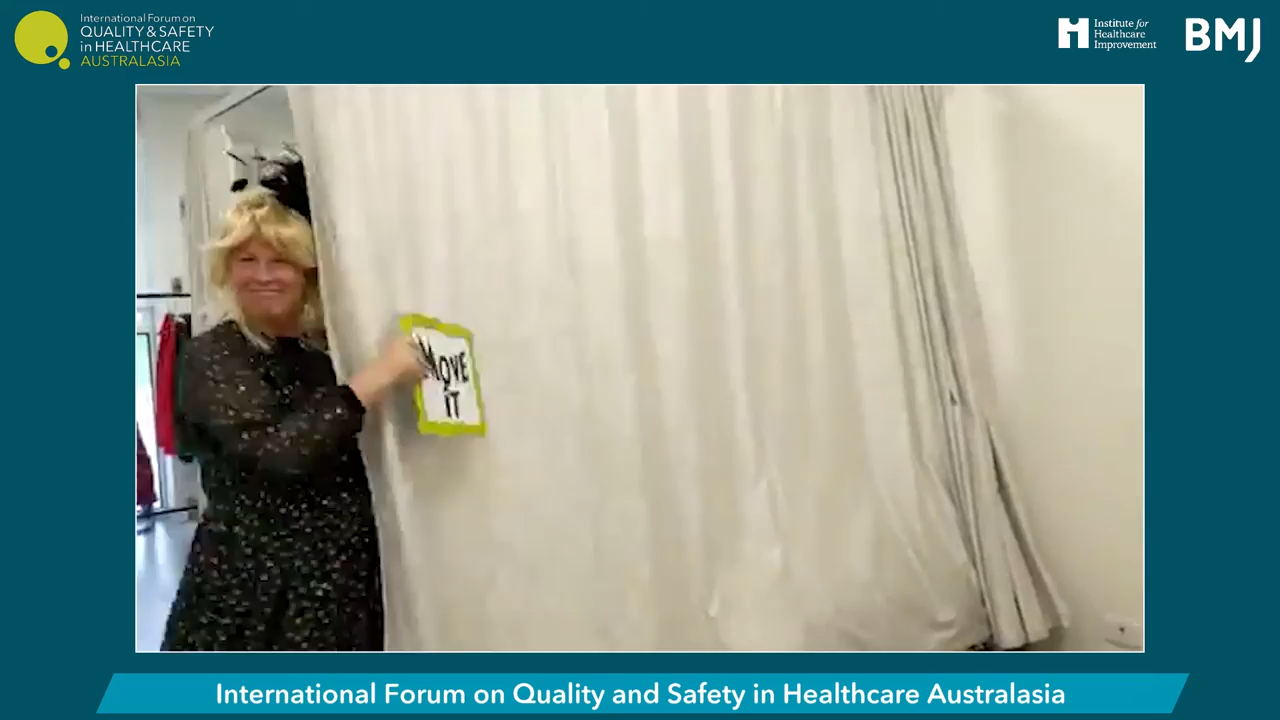 International Forum on
QUALITY & SAFETY
in HEALTHCARE
AUSTRALASIA
Institute for
Healthcare
Improvement
BMJ
MOVE
IT
International Forum on Quality and Safety in Healthcare Australasia